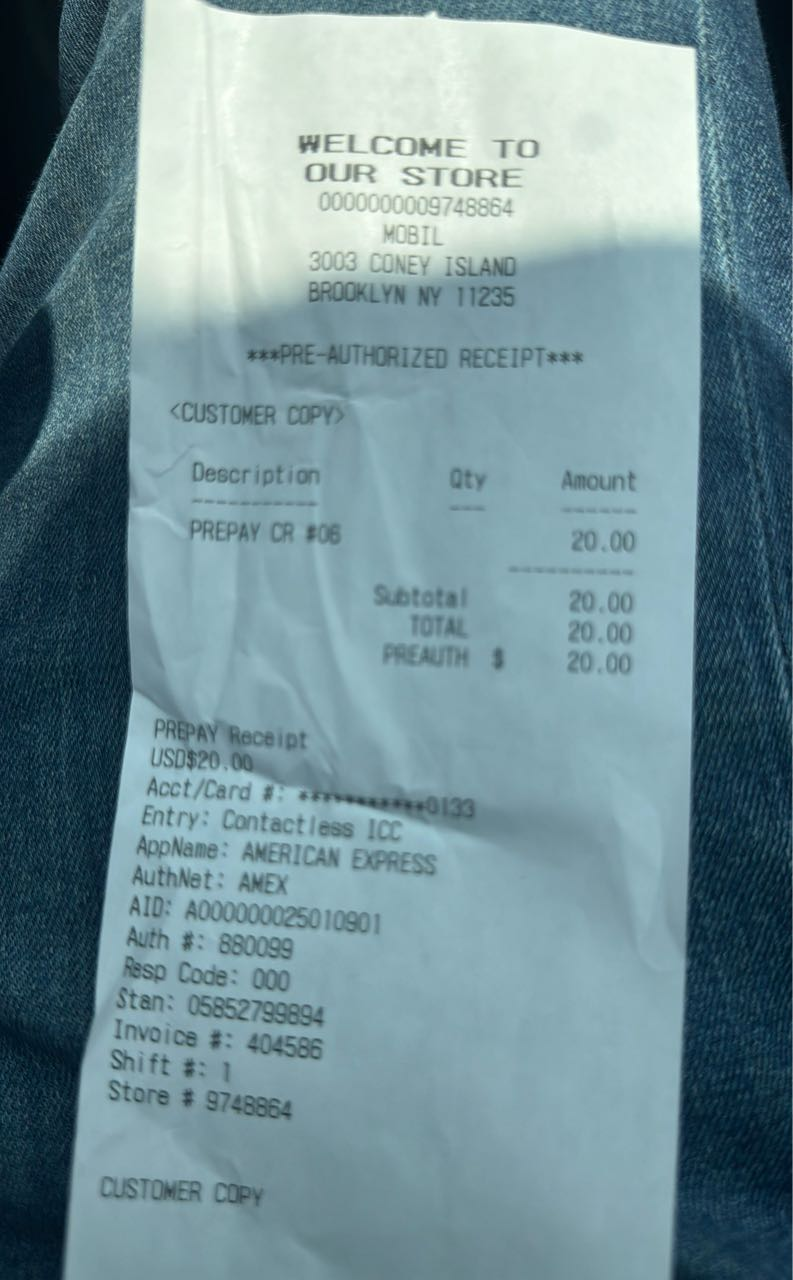 WELCOME TO
OUR STORE
0000000009748864
MOBIL
3003 CONEY ISLAND
BROOKLYN NY 11235
***PRE-AUTHORIZED RECEIPT***
<CUSTOMER COPY>
Description Qty Amount
----------- --- ------
PREPAY CR #06 20.00
-----------
Subtotal 20.00
TOTAL 20.00
PREAUTH $ 20.00
PREPAY Receipt
USD$20.00
Acct/Card #: ***********0133
Entry: Contactless ICC
AppName: AMERICAN EXPRESS
AuthNet: AMEX
AID: A000000025010901
Auth #: 880099
Resp Code: 000
Stan: 05852799894
Invoice #: 404586
Shift #: 1
Store # 9748864
CUSTOMER COPY